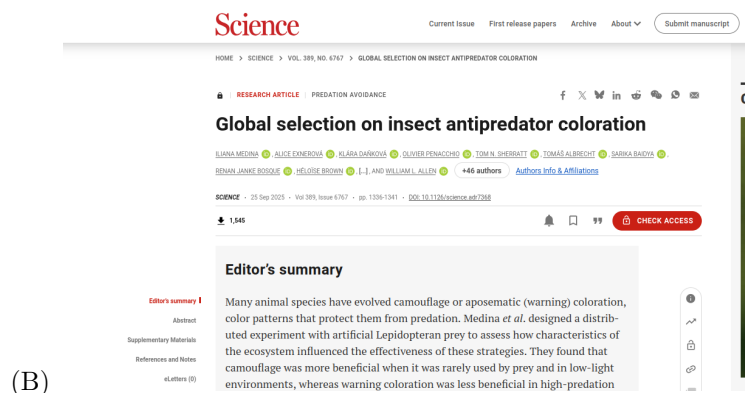 Science
Current Issue First release papers Archive About Submit manuscript
HOME > SCIENCE > VOL. 389, NO. 6767 > GLOBAL SELECTION ON INSECT ANTIPREDATOR COLORATION
RESEARCH ARTICLE | PREDATION AVOIDANCE
Global selection on insect antipredator coloration
ILIANA MEDINA, ALICE EXNEROVÁ, KLÁRA DAŇKOVÁ, OLIVIER PENACCHIO, TOM N. SHERRATT, TOMÁŠ ALBRECHT, SARIKA BAIDYA,
RENAN JANKE BOSQUE, HÉLOÏSE BROWN, [...], AND WILLIAM L. ALLEN +46 authors Authors Info & Affiliations
SCIENCE • 25 Sep 2025 • Vol 389, Issue 6767 • pp. 1336-1341 • DOI: 10.1126/science.adr7368
1,545
CHECK ACCESS
Editor's summary
Abstract
Supplementary Materials
References and Notes
eLetters (0)
Editor's summary
Many animal species have evolved camouflage or aposematic (warning) coloration,
color patterns that protect them from predation. Medina et al. designed a distrib-
uted experiment with artificial Lepidopteran prey to assess how characteristics of
the ecosystem influenced the effectiveness of these strategies. They found that
camouflage was more beneficial when it was rarely used by prey and in low-light
environments, whereas warning coloration was less beneficial in high-predation
(B)